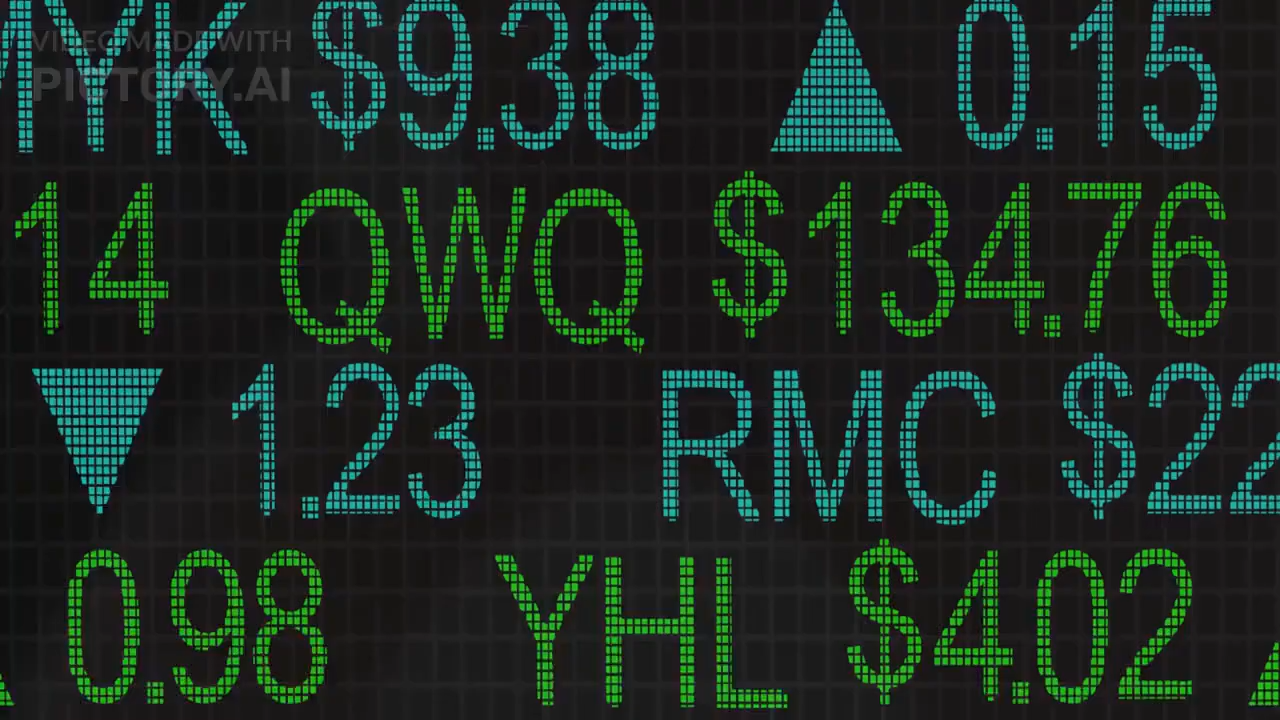 VIDEO MADE WITH
PICTORY.AI
MYK $9.38 ▲ 0.15
14 QWQ $134.76
▼ 1.23 RMC $22
0.98 YHL $4.02